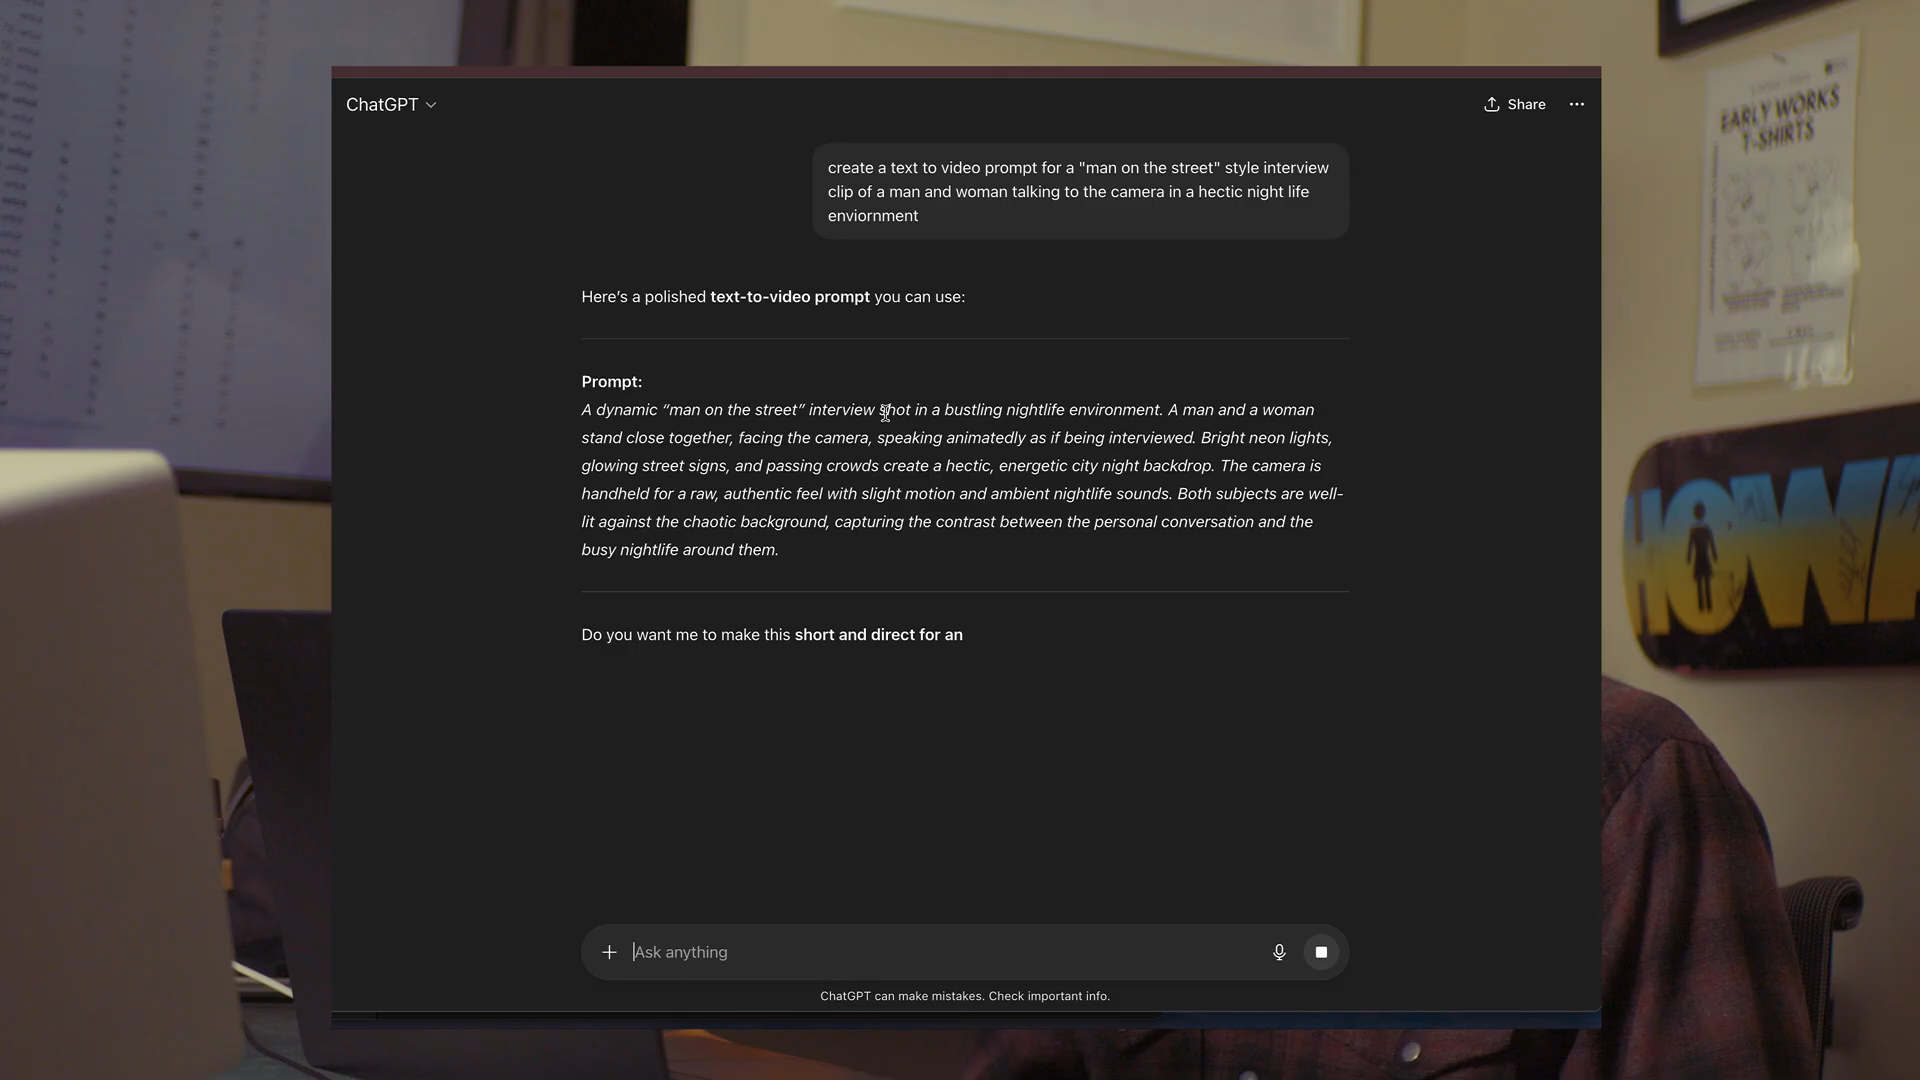 ChatGPT
Share
create a text to video prompt for a "man on the street" style interview
clip of a man and woman talking to the camera in a hectic night life
enviornment
Here's a polished text-to-video prompt you can use:
Prompt:
A dynamic “man on the street” interview shot in a bustling nightlife environment. A man and a woman
stand close together, facing the camera, speaking animatedly as if being interviewed. Bright neon lights,
glowing street signs, and passing crowds create a hectic, energetic city night backdrop. The camera is
handheld for a raw, authentic feel with slight motion and ambient nightlife sounds. Both subjects are well-
lit against the chaotic background, capturing the contrast between the personal conversation and the
busy nightlife around them.
Do you want me to make this short and direct for an
Ask anything
ChatGPT can make mistakes. Check important info.
EARLY WORKS
T-SHIRTS
HOWA